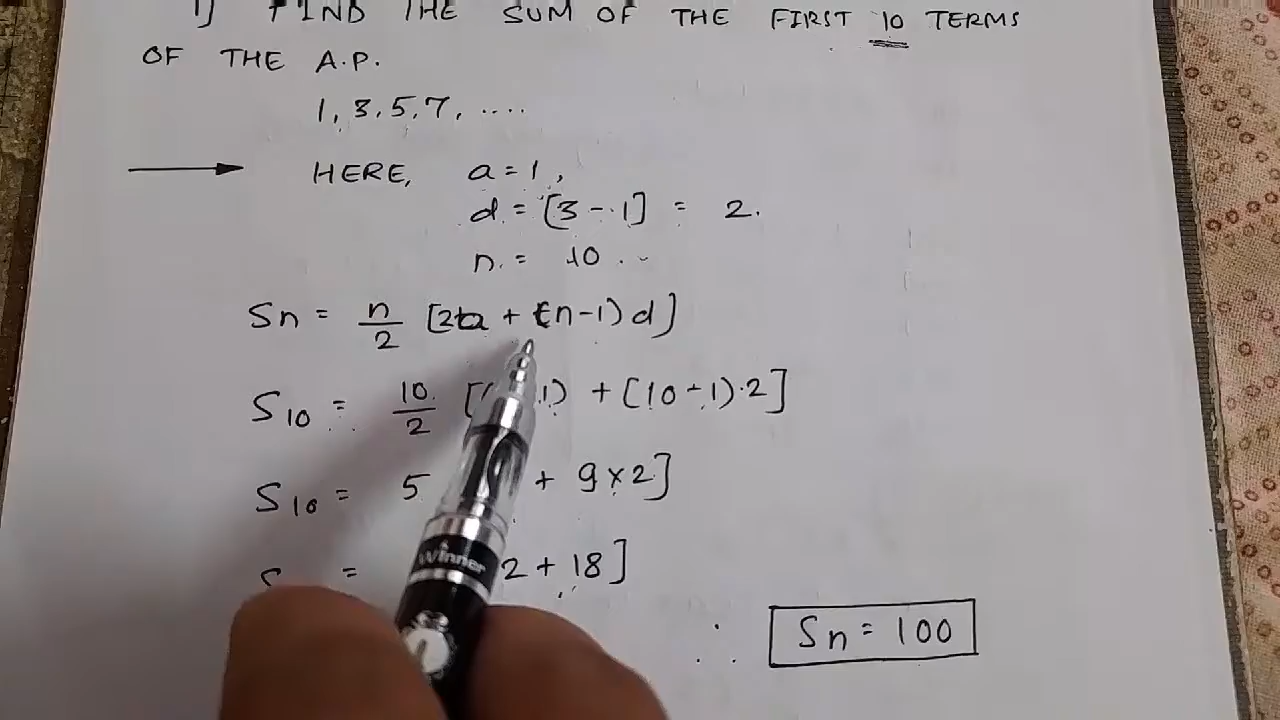 1) FIND THE SUM OF THE FIRST 10 TERMS
OF THE A.P.
1, 3, 5, 7, ....
HERE, a = 1,
d = [3 - 1] = 2.
n = 10 ..
Sn = n/2 [2a + (n-1) d]
S10 = 10/2 [( 1) + (10 - 1) . 2]
S10 = 5 + 9 x 2]
S = 2 + 18]
∴ Sn = 100
Winner